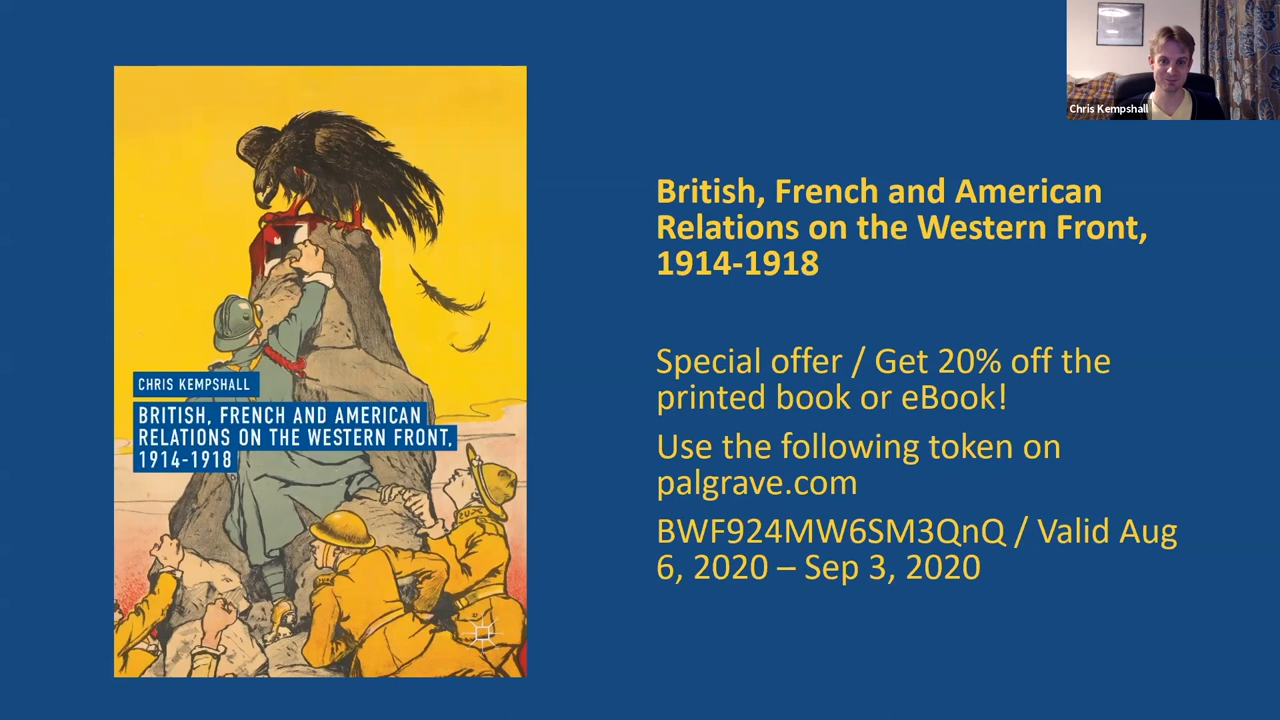 Chris Kempshall
CHRIS KEMPSHALL
BRITISH, FRENCH AND AMERICAN
RELATIONS ON THE WESTERN FRONT,
1914-1918
British, French and American
Relations on the Western Front,
1914-1918
Special offer / Get 20% off the
printed book or eBook!
Use the following token on
palgrave.com
BWF924MW6SM3QnQ / Valid Aug
6, 2020 – Sep 3, 2020